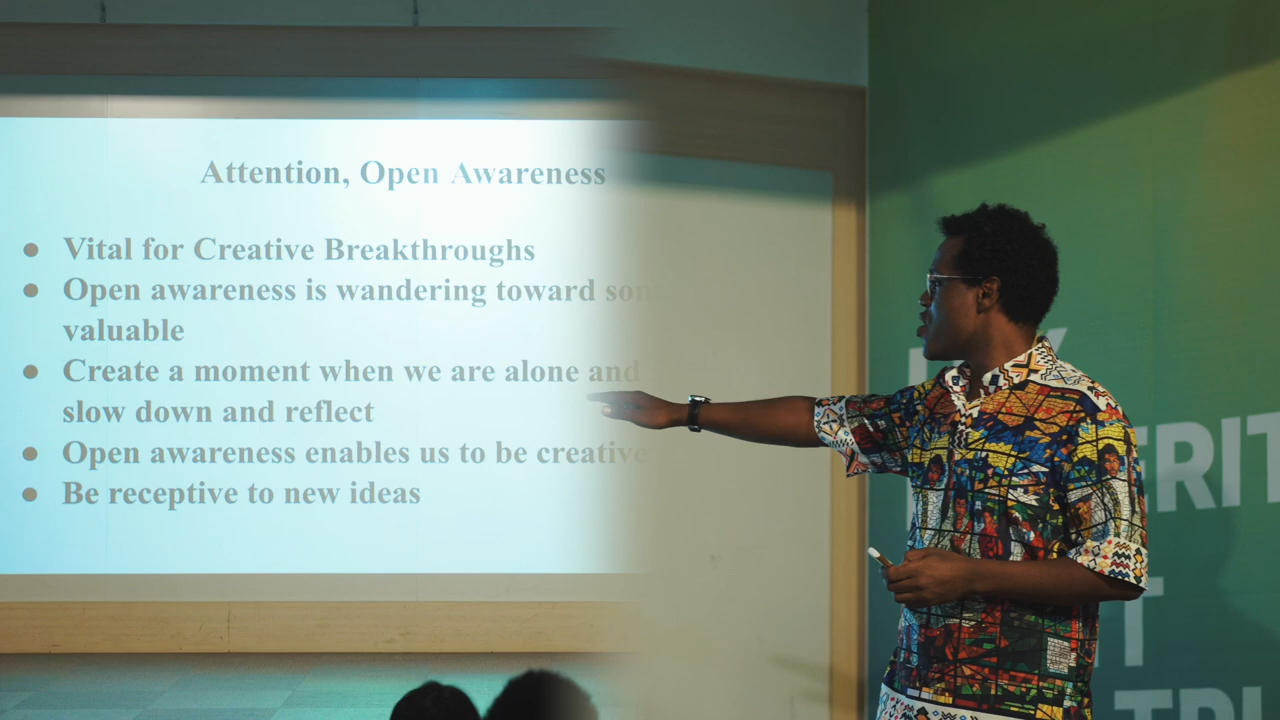 Attention, Open Awareness
● Vital for Creative Breakthroughs
● Open awareness is wandering toward
valuable
● Create a moment when we are alone and
slow down and reflect
● Open awareness enables us to be creative
● Be receptive to new ideas